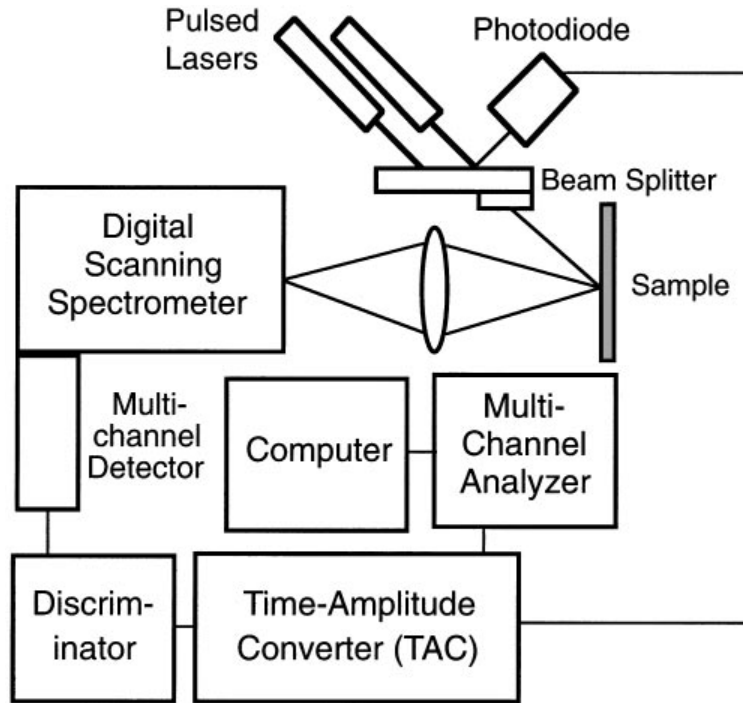 Pulsed
Lasers
Photodiode
Beam Splitter
Digital
Scanning
Spectrometer
Sample
Multi-
channel
Detector
Computer
Multi-
Channel
Analyzer
Discrim-
inator
Time-Amplitude
Converter (TAC)